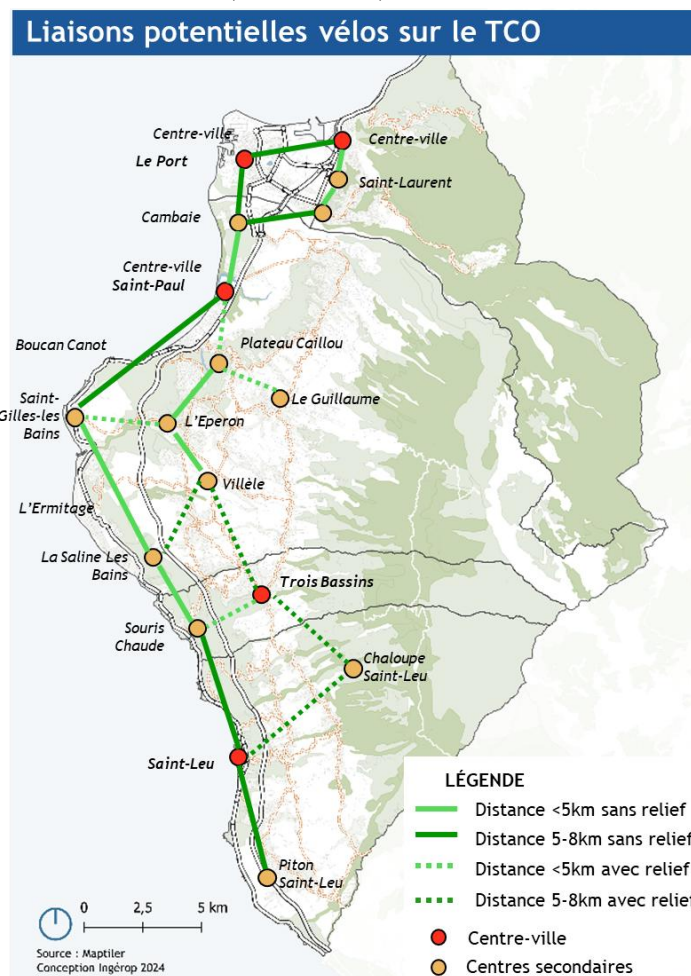 Liaisons potentielles vélos sur le TCO
Centre-ville
Le Port
Centre-ville
Saint-Laurent
Cambaie
Centre-ville
Saint-Paul
Boucan Canot
Plateau Caillou
Saint-
Gilles-les
Bains
Le Guillaume
L'Eperon
Villèle
L'Ermitage
La Saline Les
Bains
Trois Bassins
Souris
Chaude
Chaloupe
Saint-Leu
Saint-Leu
Piton
Saint-Leu
LÉGENDE
Distance <5km sans relief
Distance 5-8km sans relief
Distance <5km avec relief
Distance 5-8km avec relief
Centre-ville
Centres secondaires
0 2,5 5 km
Source : Maptiler
Conception Ingérop 2024